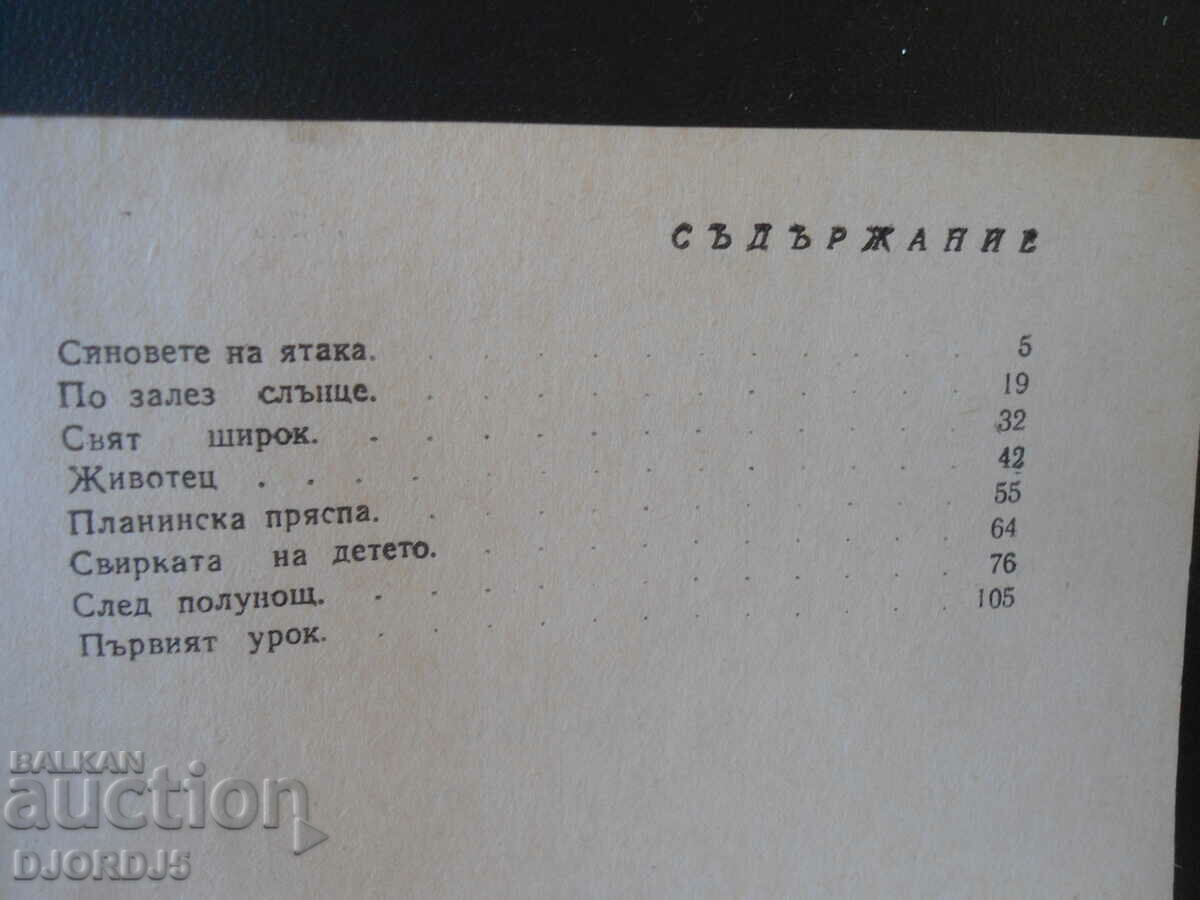 СЪДЪРЖАНИЕ
Синовете на ятака. . . . . . . . . . . 5
По залез слънце. . . . . . . . . . . 19
Свят широк. . . . . . . . . . . . 32
Животец . . . . . . . . . . . . . 42
Планинска пряспа. . . . . . . . . . . 55
Свирката на детето. . . . . . . . . . 64
След полунощ. . . . . . . . . . . . 76
Първият урок. . . . . . . . . . . . 105
BALKAN
auction
DJORDJ5